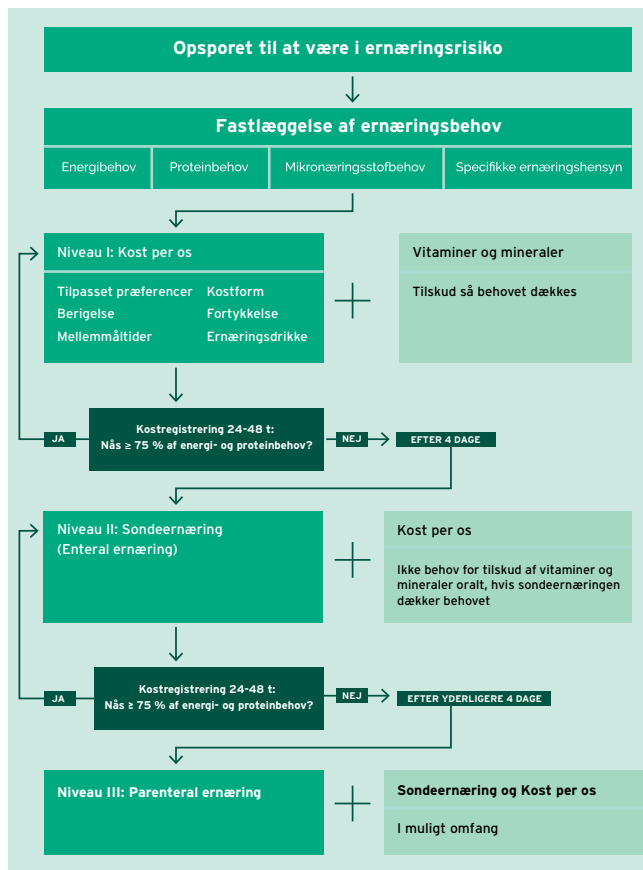 Opsporet til at være i ernæringsrisiko
Fastlæggelse af ernæringsbehov
Energibehov
Proteinbehov
Mikronæringsstofbehov
Specifikke ernæringshensyn
Niveau I: Kost per os
Tilpasset præferencer
Kostform
Berigelse
Fortykkelse
Mellemmåltider
Ernæringsdrikke
Vitaminer og mineraler
Tilskud så behovet dækkes
Kostregistrering 24-48 t:
Nås ≥ 75 % af energi- og proteinbehov?
JA
NEJ
EFTER 4 DAGE
Niveau II: Sondeernæring
(Enteral ernæring)
Kost per os
Ikke behov for tilskud af vitaminer og
mineraler oralt, hvis sondeernæringen
dækker behovet
Kostregistrering 24-48 t:
Nås ≥ 75 % af energi- og proteinbehov?
JA
NEJ
EFTER YDERLIGERE 4 DAGE
Niveau III: Parenteral ernæring
Sondeernæring og Kost per os
I muligt omfang